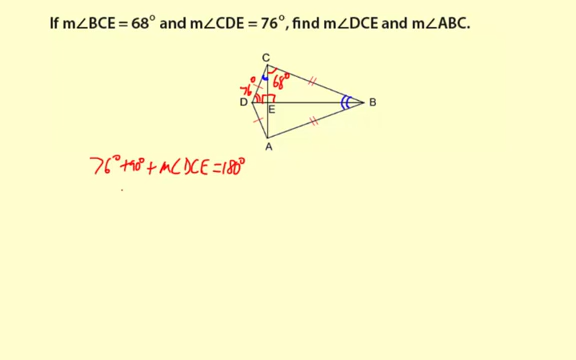 If m∠BCE = 68° and m∠CDE = 76°, find m∠DCE and m∠ABC.
C
76° 68°
D E B
A
76° + 90° + m∠DCE = 180°